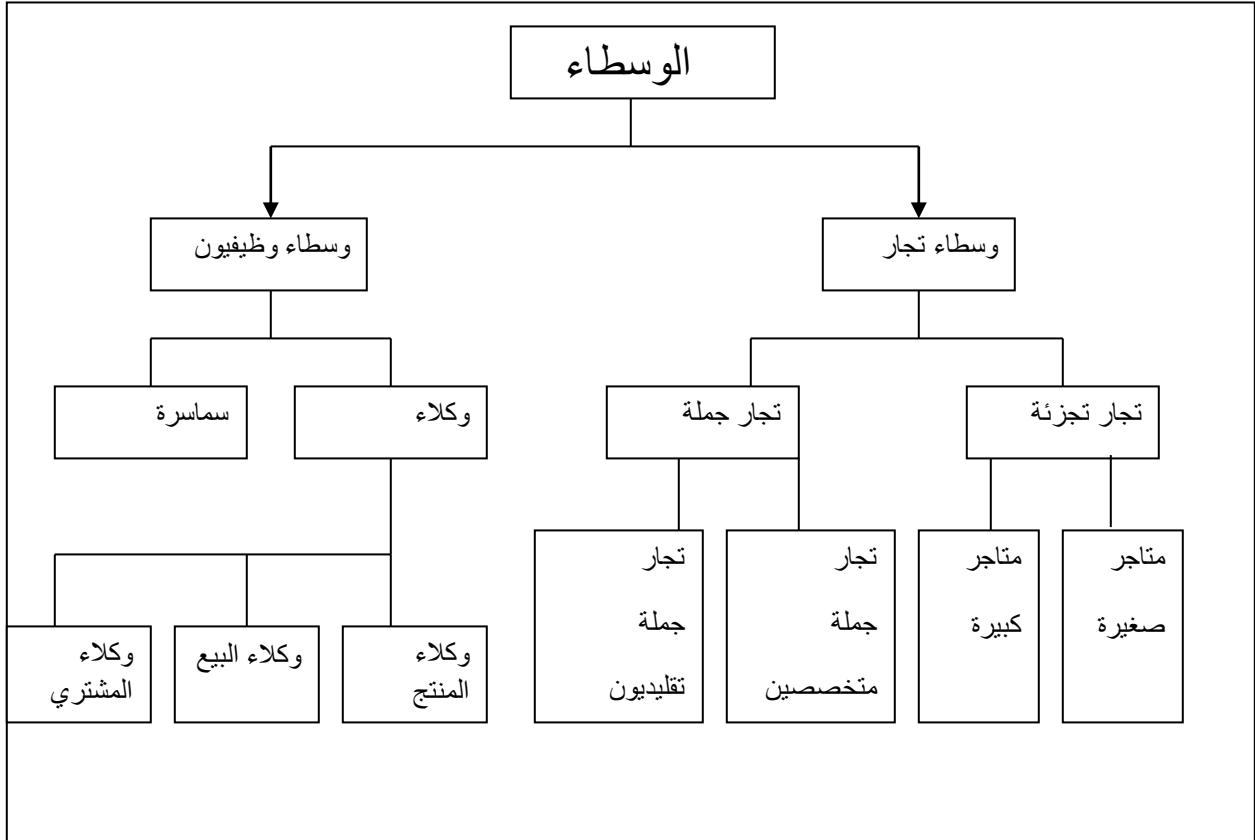 الوسطاء
وسطاء تجار
وسطاء وظيفيون
تجار تجزئة
تجار جملة
وكلاء
سماسرة
متاجر
صغيرة
متاجر
كبيرة
تجار
جملة
متخصصين
تجار
جملة
تقليديون
وكلاء
المنتج
وكلاء البيع
وكلاء
المشتري